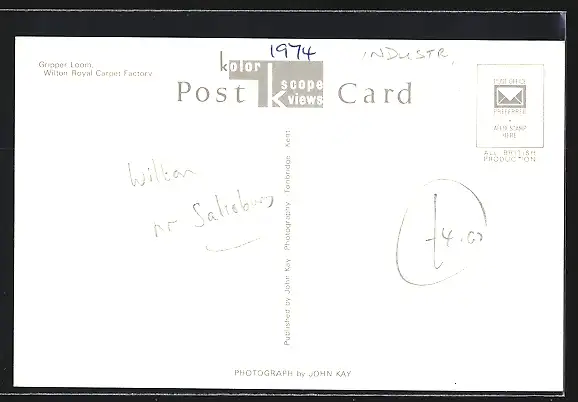 1974
INDUSTR.
Gripper Loom,
Wilton Royal Carpet Factory
kolor
scope
k views
Post Card
POST OFFICE
PREFERRED
AFFIX STAMP
HERE
ALL BRITISH
PRODUCTION
Wilton
nr Salisbury
£4.00
Published by John Kay Photography Tonbridge Kent
PHOTOGRAPH by JOHN KAY